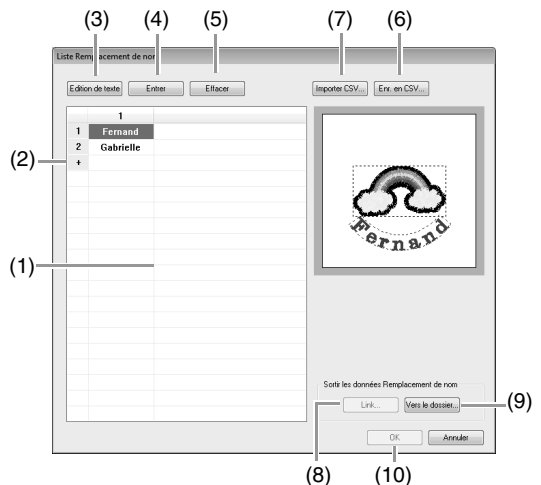 (3) (4) (5) (7) (6)
Liste Remplacement de nom
Edition de texte Entrer Effacer Importer CSV... Enr. en CSV...
1
1 Fernand
2 Gabrielle
+
(2)
(1)
Fernand
Sortir les données Remplacement de nom
Link... Vers le dossier...
(9)
OK Annuler
(8) (10)